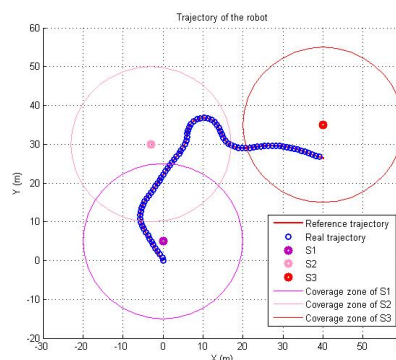 Trajectory of the robot
60
50
40
30
20
10
0
-10
-20
Y (m)
-30
-20
-10
0
10
20
30
40
50
X (m)
Reference trajectory
Real trajectory
S1
S2
S3
Coverage zone of S1
Coverage zone of S2
Coverage zone of S3